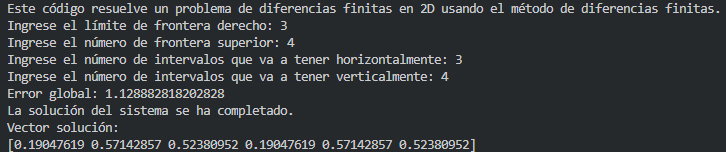 Este código resuelve un problema de diferencias finitas en 2D usando el método de diferencias finitas.
Ingrese el límite de frontera derecho: 3
Ingrese el número de frontera superior: 4
Ingrese el número de intervalos que va a tener horizontalmente: 3
Ingrese el número de intervalos que va a tener verticalmente: 4
Error global: 1.128882818202828
La solución del sistema se ha completado.
Vector solución:
[0.19047619 0.57142857 0.52380952 0.19047619 0.57142857 0.52380952]